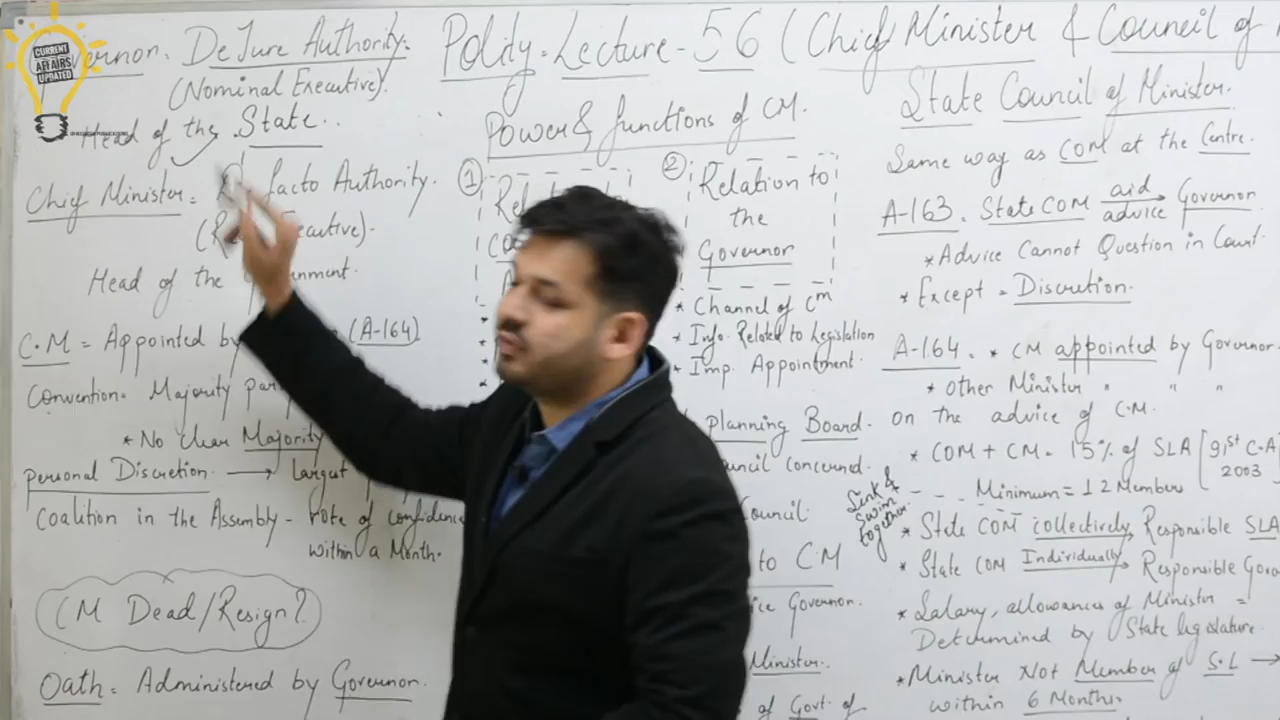 CURRENT
AFFAIRS
UPDATED
ernor. De Jure Authority.
(Nominal Executive).
Head of the State..
Chief Minister = facto Authority.
Head of the
C.M = Appointed by (A-164)
Convention = Majority
* No clear Majority
personal Discretion → Largest
Coalition in the Assembly - Vote of confidence
within a Month.
CM Dead/Resign?
Oath = Administered by Governor.
Polity - Lecture - 56 (Chief Minister & Council of
Power & functions of CM.
①
② Relation to
the
Governor
* Channel of Cm
* Info. Related to Legislation
* Imp. Appointment.
planning Board.
concerned.
to CM
Governor.
Minister.
of Govt. of
State Council of Minister.
Same way as COM at the Centre.
A-163. State COM aid advice Governor
* Advice Cannot Question in Court.
* Except = Discretion.
A-164. * CM appointed by Governor.
* other Minister " " "
on the advice of C.M.
* COM + CM = 15% of SLA [91st C.A
2003
Minimum = 12 Members
Sink &
Swim
together.
* State COM collectively Responsible SLA
* State COM Individually Responsible
* Salary, allowances of Minister =
Determined by State legislature.
* Minister Not Member of S.L →
within 6 Months.